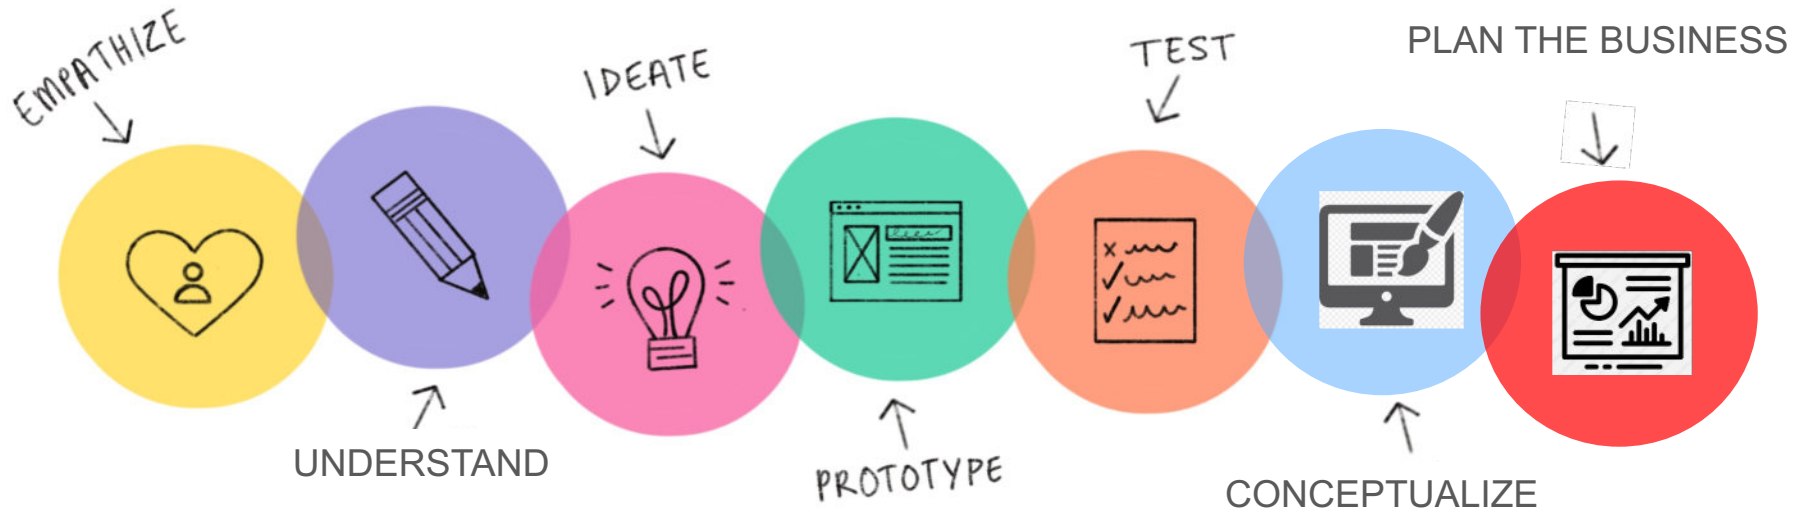 EMPATHIZE
UNDERSTAND
IDEATE
PROTOTYPE
TEST
CONCEPTUALIZE
PLAN THE BUSINESS